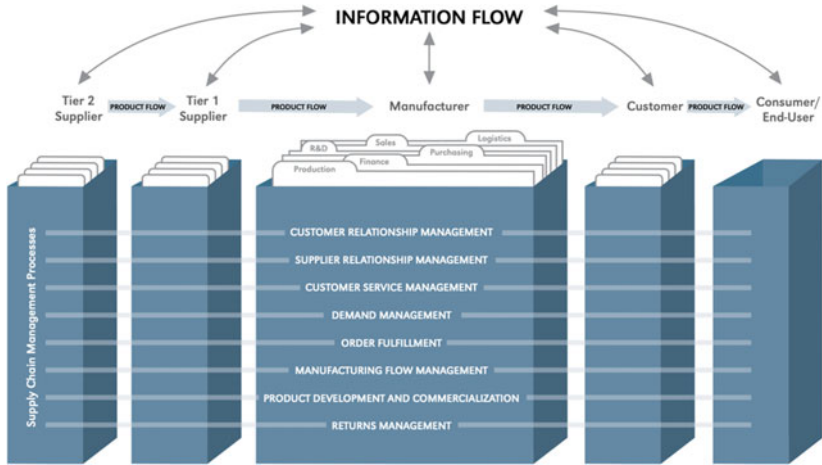 INFORMATION FLOW
Tier 2
Supplier
PRODUCT FLOW
Tier 1
Supplier
PRODUCT FLOW
Manufacturer
PRODUCT FLOW
Customer
PRODUCT FLOW
Consumer/
End-User
R&D
Sales
Logistics
Production
Finance
Purchasing
Supply Chain Management Processes
CUSTOMER RELATIONSHIP MANAGEMENT
SUPPLIER RELATIONSHIP MANAGEMENT
CUSTOMER SERVICE MANAGEMENT
DEMAND MANAGEMENT
ORDER FULFILLMENT
MANUFACTURING FLOW MANAGEMENT
PRODUCT DEVELOPMENT AND COMMERCIALIZATION
RETURNS MANAGEMENT